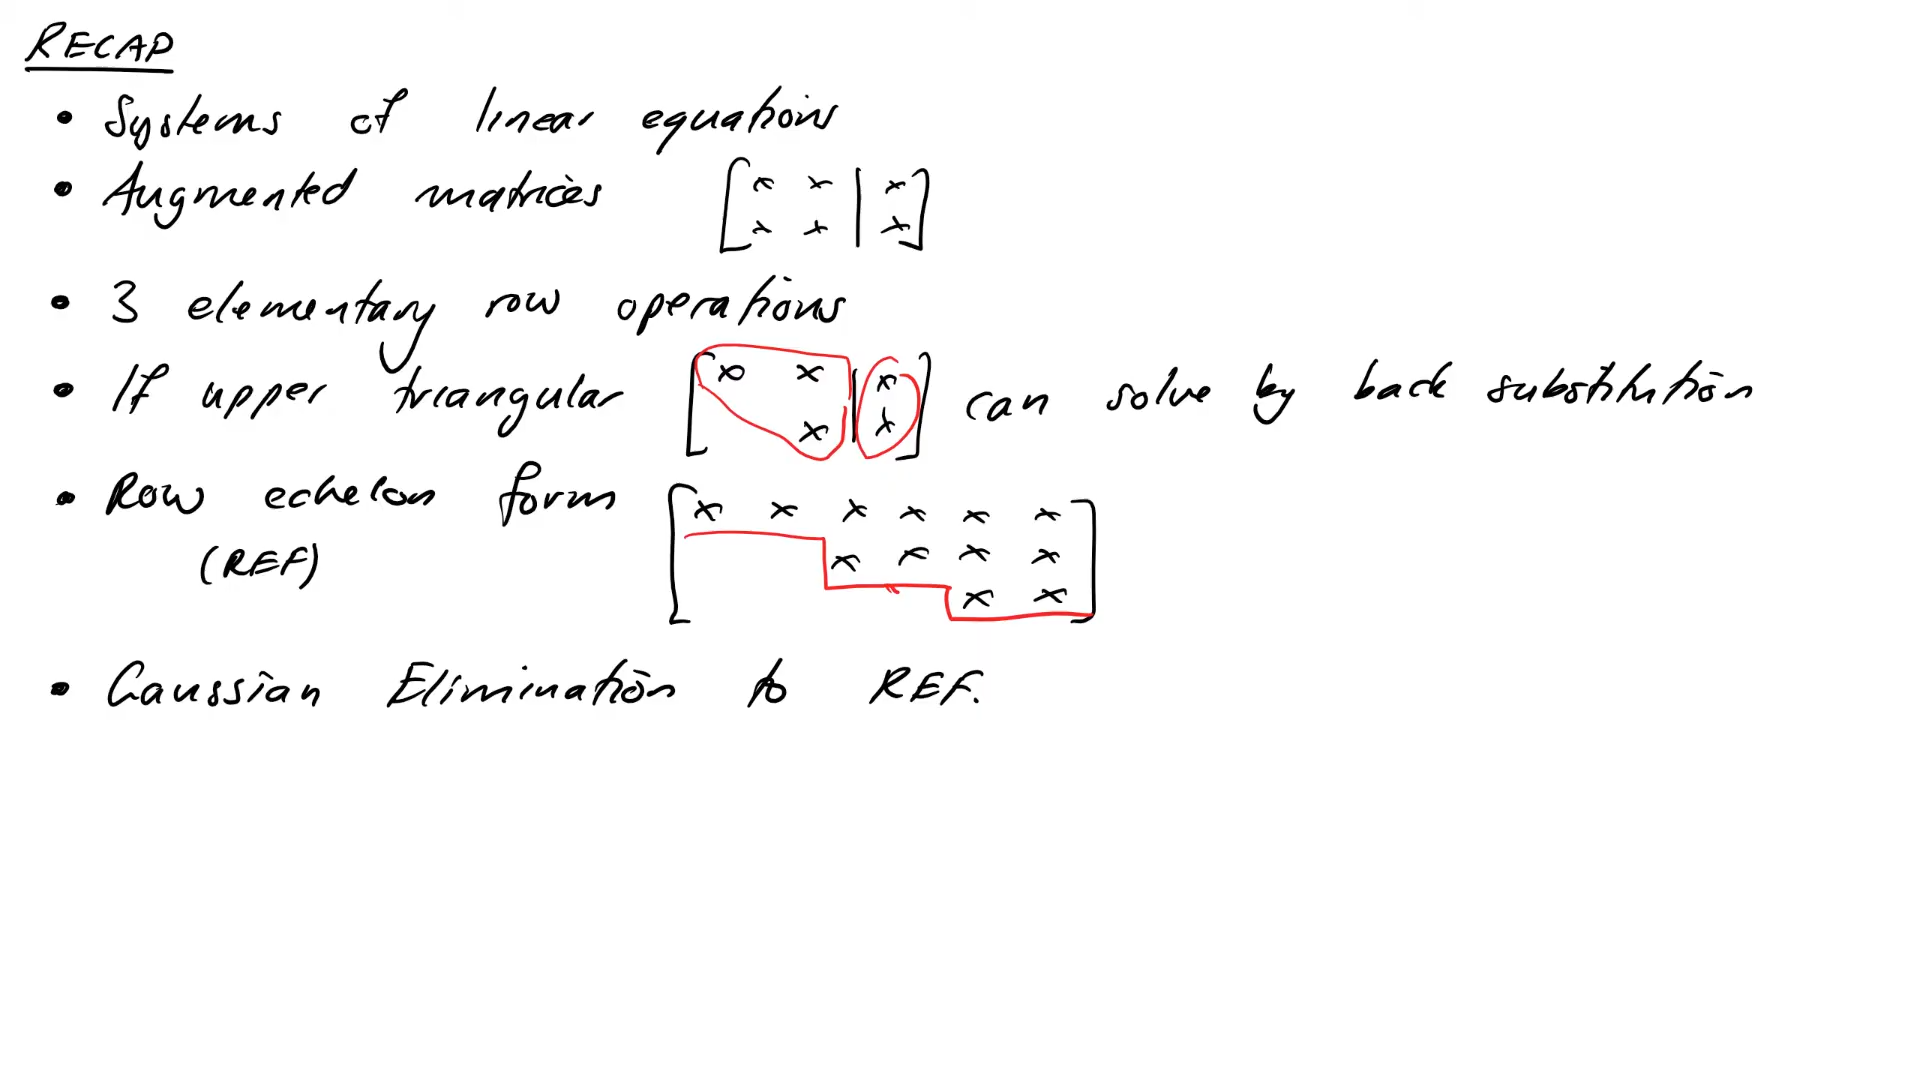 RECAP
• Systems of linear equations
• Augmented matrices [ x x | x
x x | x ]
• 3 elementary row operations
• If upper triangular [ x x | x
x | x ] can solve by back substitution
• Row echelon form [ x x x x x x
(REF) x x x x
x x ]
• Gaussian Elimination to REF.